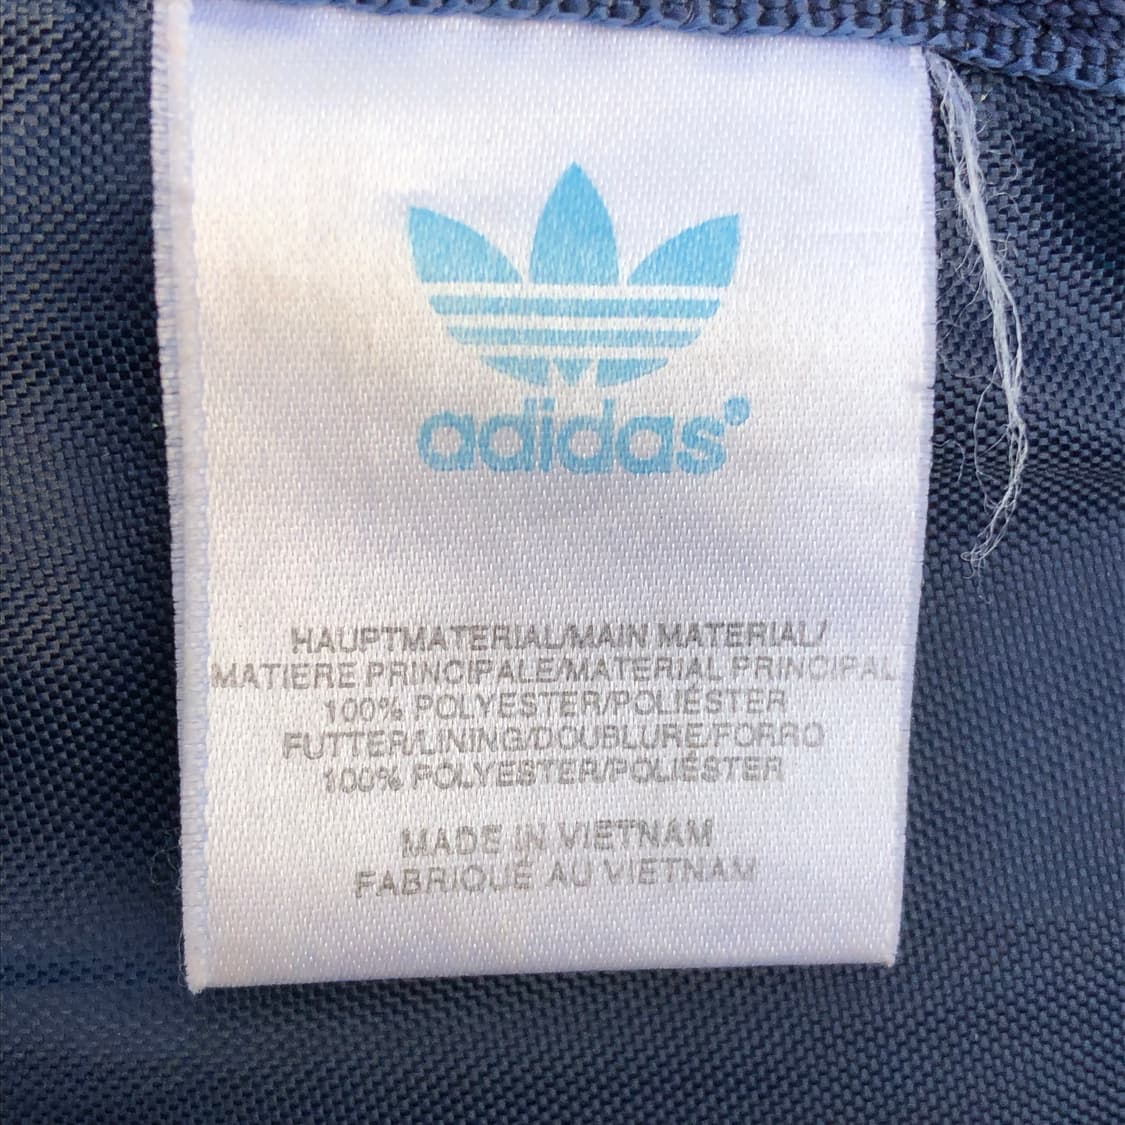 adidas®
HAUPTMATERIAL/MAIN MATERIAL/
MATIERE PRINCIPALE/MATERIAL PRINCIPAL
100% POLYESTER/POLIÉSTER
FUTTER/LINING/DOUBLURE/FORRO
100% POLYESTER/POLIÉSTER
MADE IN VIETNAM
FABRIQUÉ AU VIETNAM